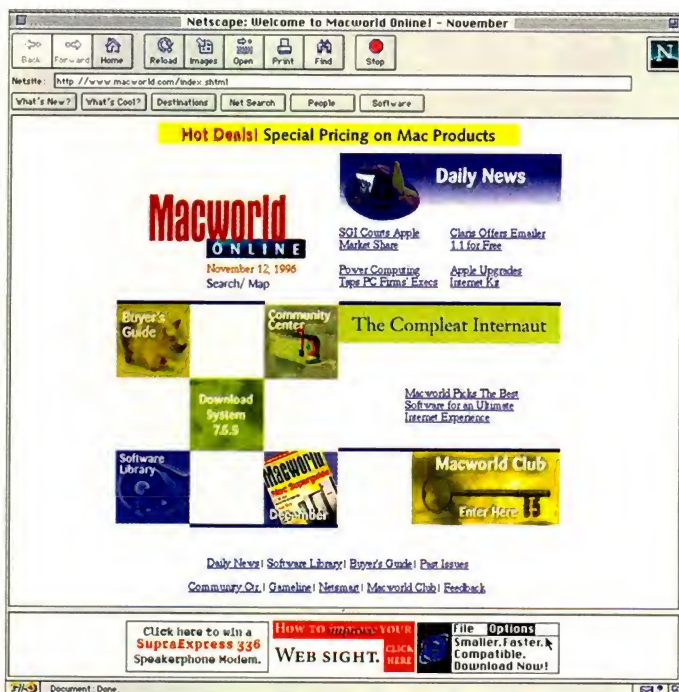 Netscape: Welcome to Macworld Online! - November
Back Forward Home Reload Images Open Print Find Stop
N
Netsite: http://www.macworld.com/index.shtml
What's New? What's Cool? Destinations Net Search People Software
Hot Deals! Special Pricing on Mac Products
Macworld
ONLINE
November 12, 1996
Search/ Map
Daily News
SGI Courts Apple
Market Share
Claris Offers Emailer
1.1 for Free
Power Computing
Taps PC Firms' Execs
Apple Upgrades
Internet Kit
Buyer's
Guide
Community
Center
The Compleat Internaut
Download
System
7.5.5
Macworld Picks The Best
Software for an Ultimate
Internet Experience
Software
Library
Macworld
Mac Superguide
December
Macworld Club
Enter Here
Daily News | Software Library | Buyer's Guide | Past Issues
Community Ctr. | Gameline | Netsmart | Macworld Club | Feedback
Click here to win a
SupraExpress 336
Speakerphone Modem.
HOW TO improve YOUR
WEB SIGHT.
CLICK
HERE
File Options
Smaller. Faster.
Compatible.
Download Now!
Document: Done.